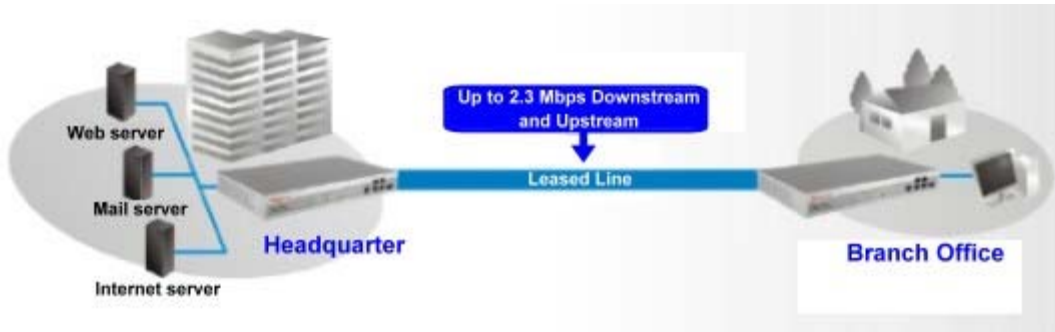 Web server
Mail server
Internet server
Headquarter
Up to 2.3 Mbps Downstream
and Upstream
Leased Line
Branch Office